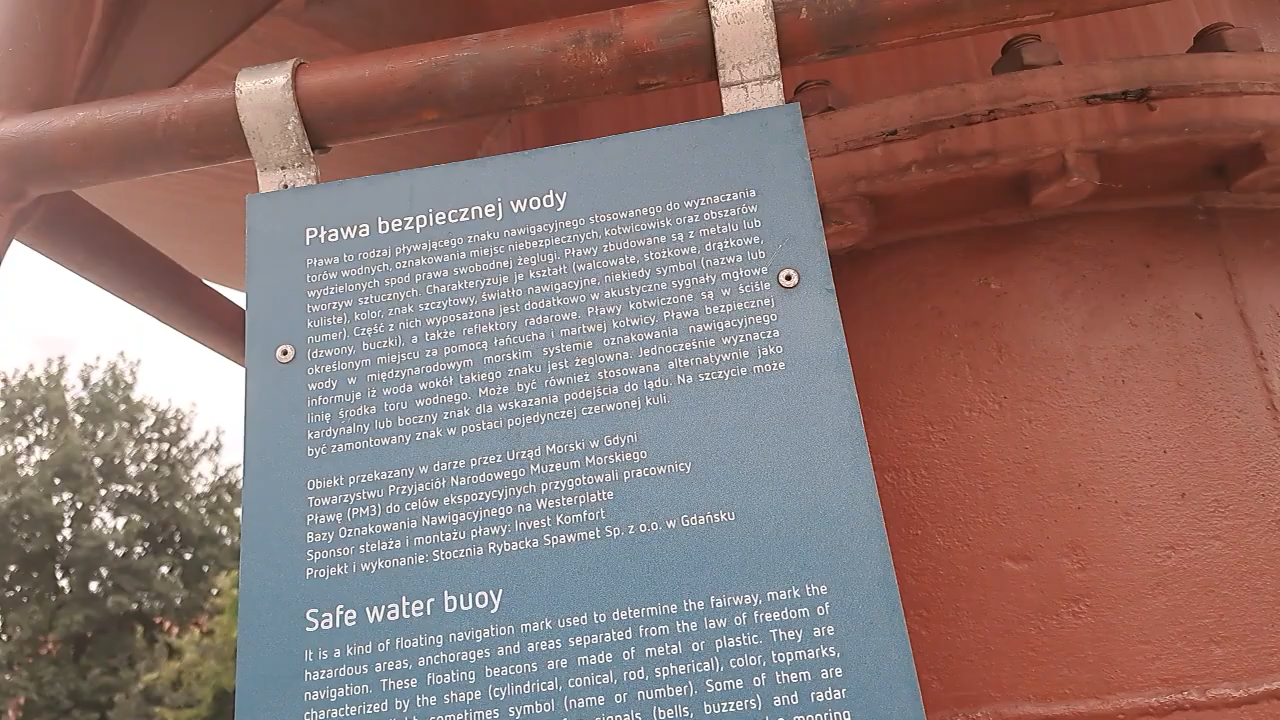 Pława bezpiecznej wody
Pława to rodzaj pływającego znaku nawigacyjnego stosowanego do wyznaczania
torów wodnych, oznakowania miejsc niebezpiecznych, kotwicowisk oraz obszarów
wydzielonych spod prawa swobodnej żeglugi. Pławy zbudowane są z metalu lub
tworzyw sztucznych. Charakteryzuje je kształt (walcowate, stożkowe, drążkowe,
kuliste), kolor, znak szczytowy, światło nawigacyjne, niekiedy symbol (nazwa lub
numer). Część z nich wyposażona jest dodatkowo w akustyczne sygnały mgłowe
(dzwony, buczki), a także reflektory radarowe. Pławy kotwiczone są w ściśle
określonym miejscu za pomocą łańcucha i martwej kotwicy. Pława bezpiecznej
wody w międzynarodowym morskim systemie oznakowania nawigacyjnego
informuje iż woda wokół takiego znaku jest żeglowna. Jednocześnie wyznacza
linię środka toru wodnego. Może być również stosowana alternatywnie jako
kardynalny lub boczny znak dla wskazania podejścia do lądu. Na szczycie może
być zamontowany znak w postaci pojedynczej czerwonej kuli.
Obiekt przekazany w darze przez Urząd Morski w Gdyni
Towarzystwu Przyjaciół Narodowego Muzeum Morskiego
Pławę (PM3) do celów ekspozycyjnych przygotowali pracownicy
Bazy Oznakowania Nawigacyjnego na Westerplatte
Sponsor stelaża i montażu pławy: Invest Komfort
Projekt i wykonanie: Stocznia Rybacka Spawmet Sp. z o.o. w Gdańsku
Safe water buoy
It is a kind of floating navigation mark used to determine the fairway, mark the
hazardous areas, anchorages and areas separated from the law of freedom of
navigation. These floating beacons are made of metal or plastic. They are
characterized by the shape (cylindrical, conical, rod, spherical), color, topmarks,
sometimes symbol (name or number). Some of them are
signals (bells, buzzers) and radar
mooring